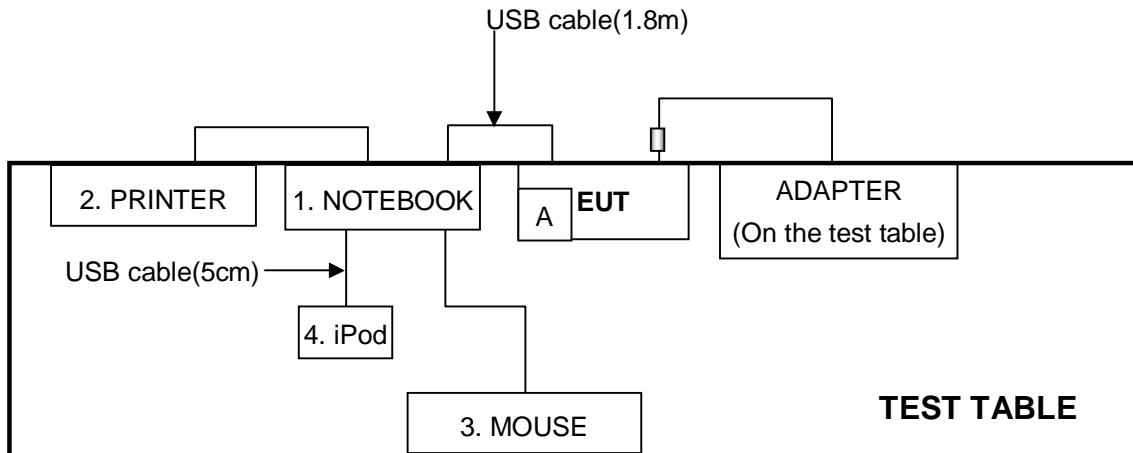 USB cable(1.8m)
2. PRINTER
1. NOTEBOOK
A
EUT
ADAPTER
(On the test table)
USB cable(5cm)
4. iPod
3. MOUSE
TEST TABLE